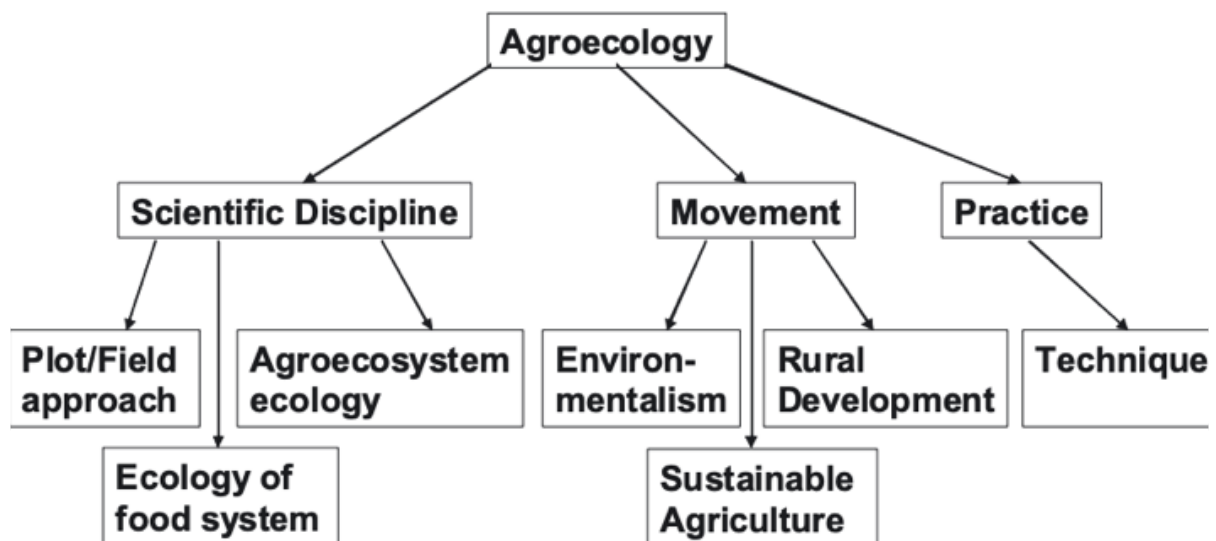 Agroecology
Scientific Discipline
Movement
Practice
Plot/Field
approach
Agroecosystem
ecology
Environ-
mentalism
Rural
Development
Technique
Ecology of
food system
Sustainable
Agriculture